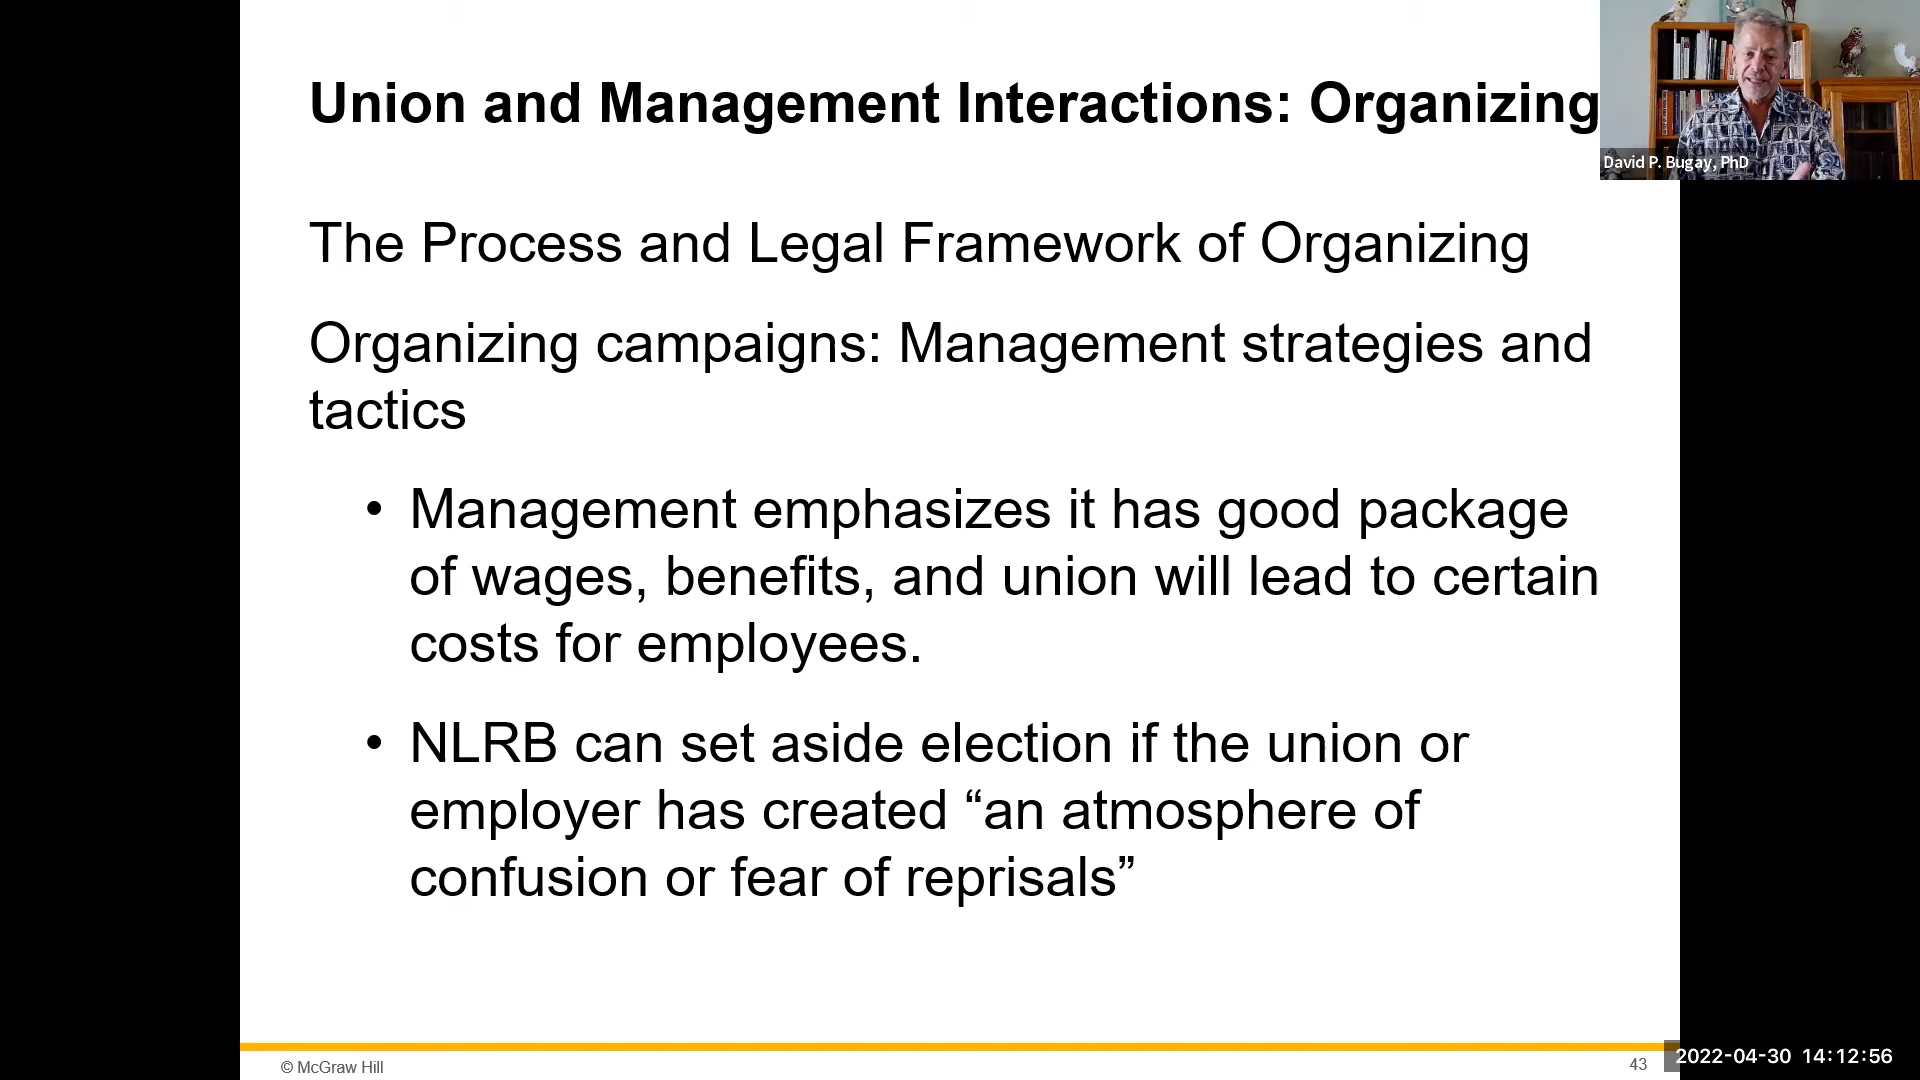 Union and Management Interactions: Organizing
David P. Bugay, PhD
The Process and Legal Framework of Organizing
Organizing campaigns: Management strategies and
tactics
• Management emphasizes it has good package
of wages, benefits, and union will lead to certain
costs for employees.
• NLRB can set aside election if the union or
employer has created “an atmosphere of
confusion or fear of reprisals”
© McGraw Hill
43
2022-04-30 14:12:56